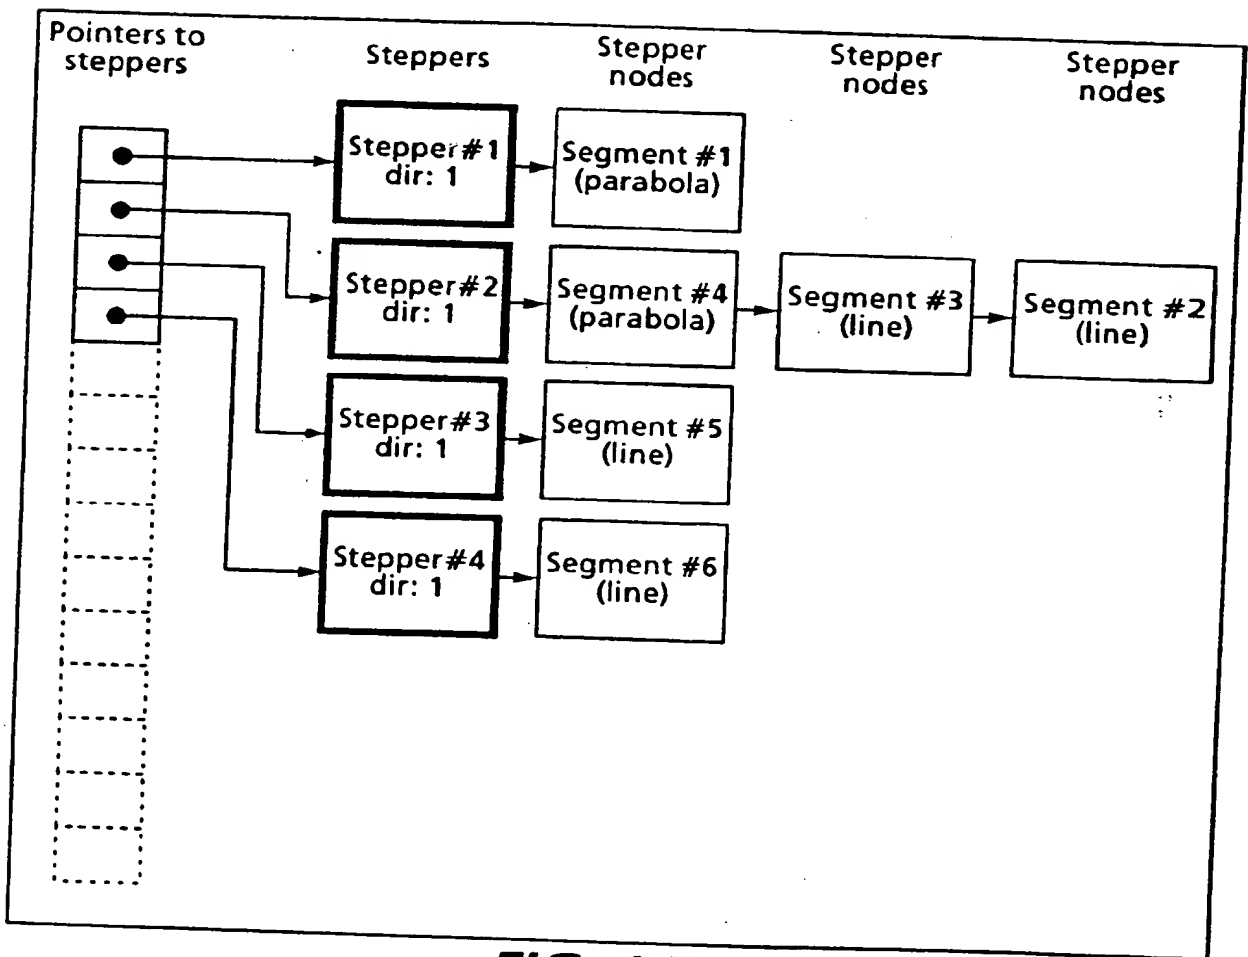 Pointers to
steppers
Steppers
Stepper
nodes
Stepper
nodes
Stepper
nodes
Stepper#1
dir: 1
Segment #1
(parabola)
Stepper#2
dir: 1
Segment #4
(parabola)
Segment #3
(line)
Segment #2
(line)
Stepper#3
dir: 1
Segment #5
(line)
Stepper#4
dir: 1
Segment #6
(line)